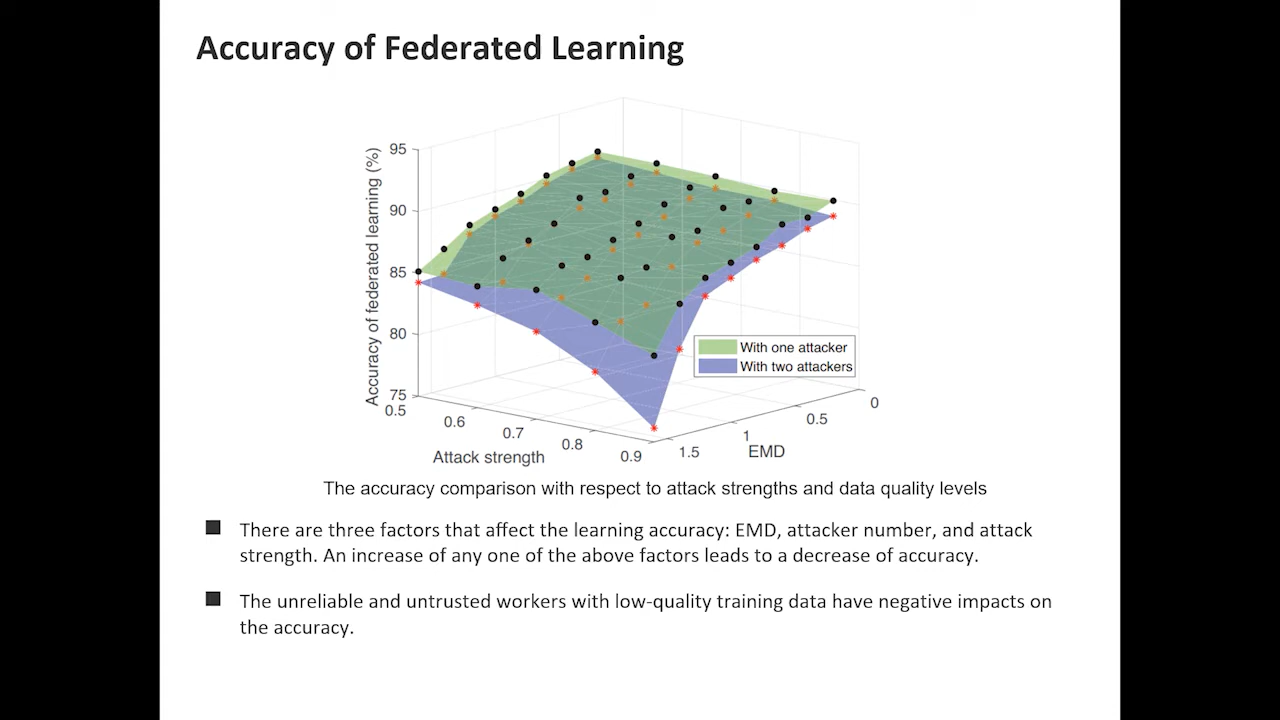 Accuracy of Federated Learning
Accuracy of federated learning (%)
95
90
85
80
75
0.5
0.6
0.7
0.8
0.9
Attack strength
1.5
1
0.5
0
EMD
With one attacker
With two attackers
The accuracy comparison with respect to attack strengths and data quality levels
There are three factors that affect the learning accuracy: EMD, attacker number, and attack
strength. An increase of any one of the above factors leads to a decrease of accuracy.
The unreliable and untrusted workers with low-quality training data have negative impacts on
the accuracy.